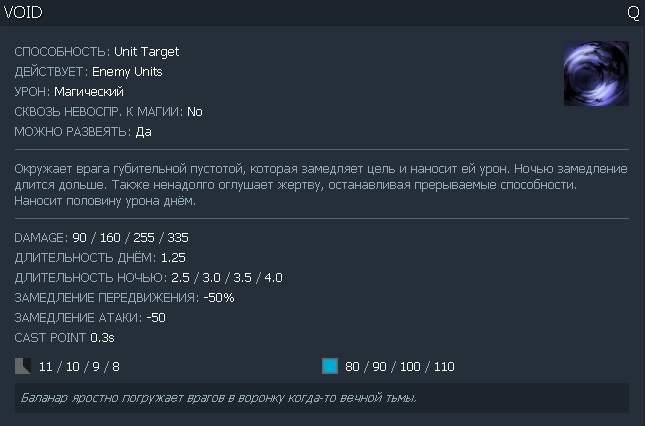 VOID Q
СПОСОБНОСТЬ: Unit Target
ДЕЙСТВУЕТ: Enemy Units
УРОН: Магический
СКВОЗЬ НЕВОСПР. К МАГИИ: No
МОЖНО РАЗВЕЯТЬ: Да
Окружает врага губительной пустотой, которая замедляет цель и наносит ей урон. Ночью замедление
длится дольше. Также ненадолго оглушает жертву, останавливая прерываемые способности.
Наносит половину урона днём.
DAMAGE: 90 / 160 / 255 / 335
ДЛИТЕЛЬНОСТЬ ДНЁМ: 1.25
ДЛИТЕЛЬНОСТЬ НОЧЬЮ: 2.5 / 3.0 / 3.5 / 4.0
ЗАМЕДЛЕНИЕ ПЕРЕДВИЖЕНИЯ: -50%
ЗАМЕДЛЕНИЕ АТАКИ: -50
CAST POINT 0.3s
11 / 10 / 9 / 8 80 / 90 / 100 / 110
Баланар яростно погружает врагов в воронку когда-то вечной тьмы.